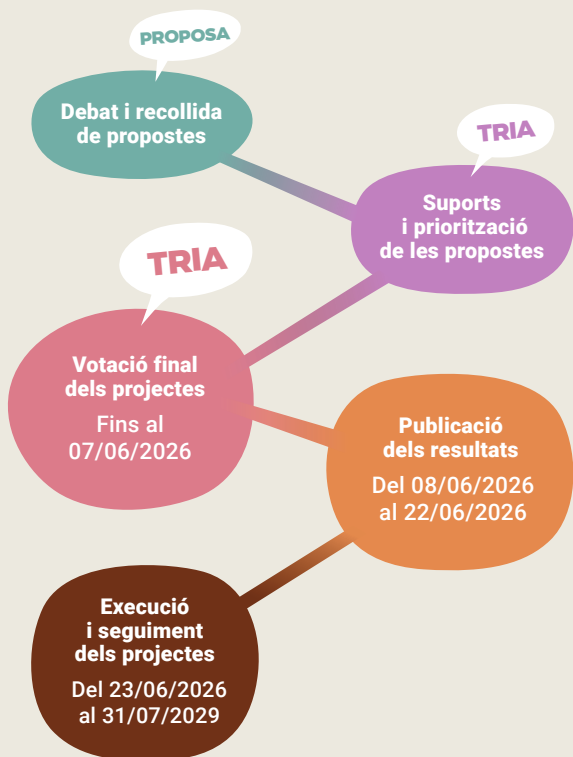 PROPOSA
Debat i recollida
de propostes
TRIA
Suports
i priorització
de les propostes
TRIA
Votació final
dels projectes
Fins al
07/06/2026
Publicació
dels resultats
Del 08/06/2026
al 22/06/2026
Execució
i seguiment
dels projectes
Del 23/06/2026
al 31/07/2029